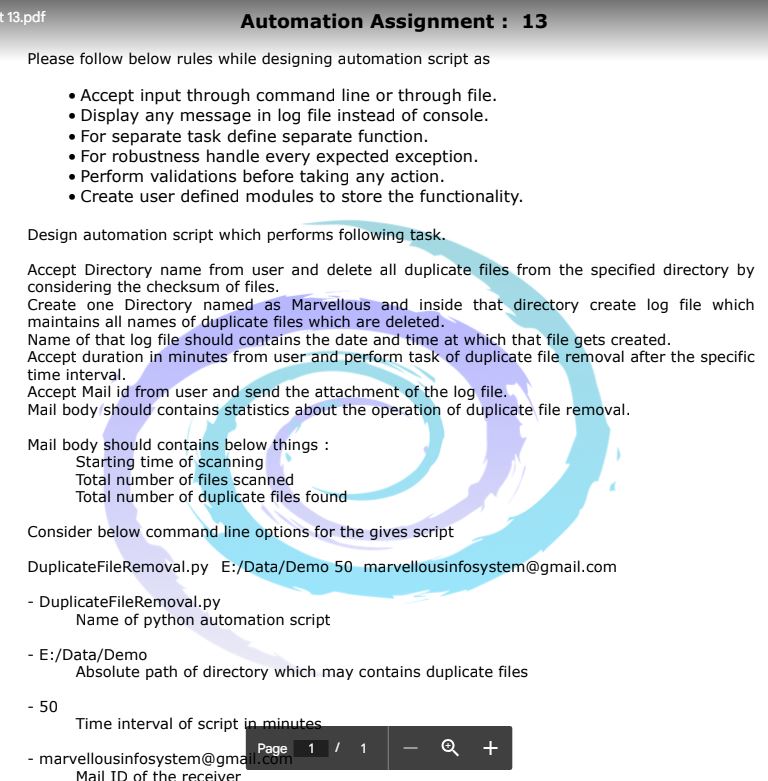 t 13.pdf
Automation Assignment : 13
Please follow below rules while designing automation script as
• Accept input through command line or through file.
• Display any message in log file instead of console.
• For separate task define separate function.
• For robustness handle every expected exception.
• Perform validations before taking any action.
• Create user defined modules to store the functionality.
Design automation script which performs following task.
Accept Directory name from user and delete all duplicate files from the specified directory by
considering the checksum of files.
Create one Directory named as Marvellous and inside that directory create log file which
maintains all names of duplicate files which are deleted.
Name of that log file should contains the date and time at which that file gets created.
Accept duration in minutes from user and perform task of duplicate file removal after the specific
time interval.
Accept Mail id from user and send the attachment of the log file.
Mail body should contains statistics about the operation of duplicate file removal.
Mail body should contains below things :
Starting time of scanning
Total number of files scanned
Total number of duplicate files found
Consider below command line options for the gives script
DuplicateFileRemoval.py E:/Data/Demo 50 marvellousinfosystem@gmail.com
- DuplicateFileRemoval.py
Name of python automation script
- E:/Data/Demo
Absolute path of directory which may contains duplicate files
- 50
Time interval of script in minutes
Page 1 / 1
- marvellousinfosystem@gmail.com
Mail ID of the receiver